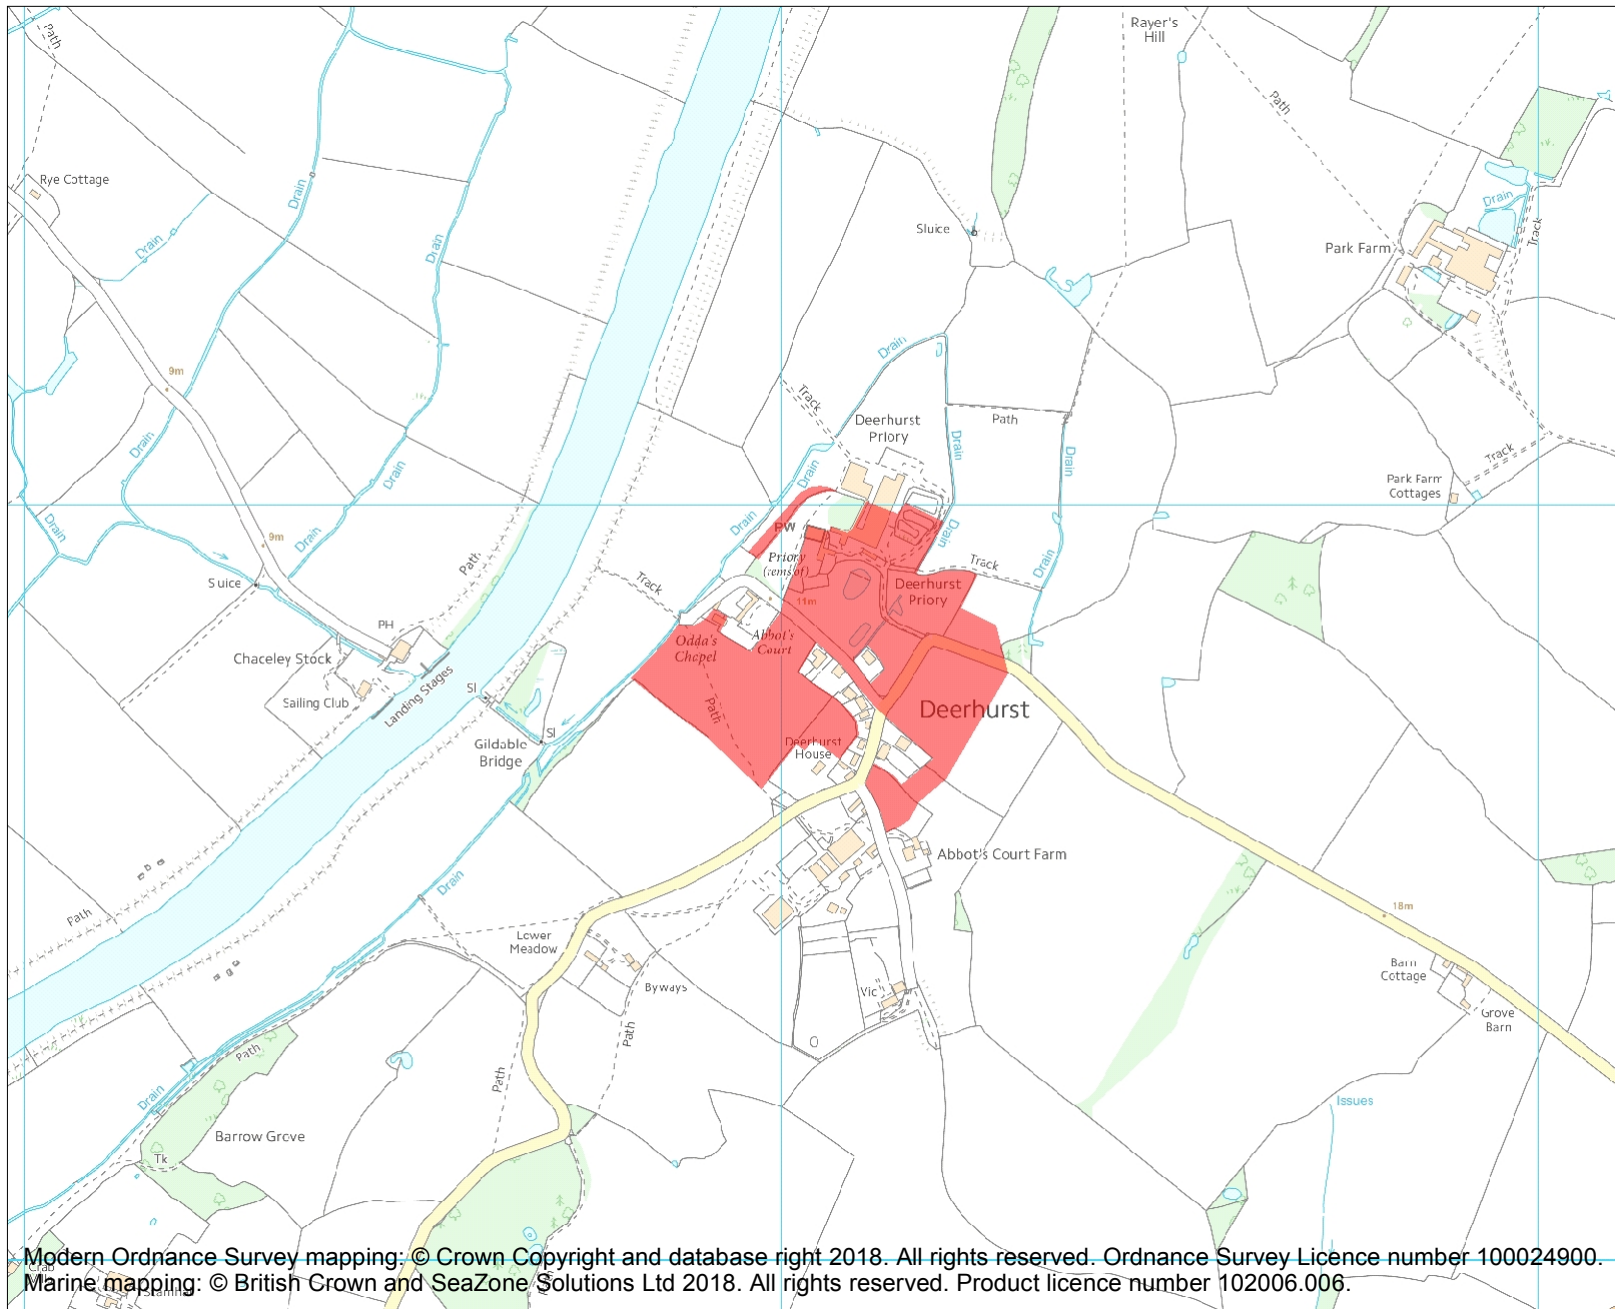 Path
Rayer's
Hill
Path
Rye Cottage
Drain
Drain
Drain
Drain
Track
Sluice
Park Farm
9m
Drain
Track
Deerhurst
Priory
Path
Drain
Drain
Drain
Drain
Drain
Track
Park Farm
Cottages
Drain
9m
Drain
Drain
PW
Drain
Path
Priory
(rems of)
Track
Drain
Sluice
Track
Deerhurst
Priory
11m
PH
Odda's
Chapel
Abbot's
Court
Chaceley Stock
Sailing Club
Landing Stages
Sl
Path
Deerhurst
Sl
Gildable
Bridge
Deerhurst
House
Abbot's Court Farm
Drain
18m
Path
Lower
Meadow
Barn
Cottage
Byways
Vic
Grove
Barn
Path
Path
Path
Drain
Issues
Barrow Grove
Tk
Modern Ordnance Survey mapping: © Crown Copyright and database right 2018. All rights reserved. Ordnance Survey Licence number 100024900.
Marine mapping: © British Crown and SeaZone Solutions Ltd 2018. All rights reserved. Product licence number 102006.006.